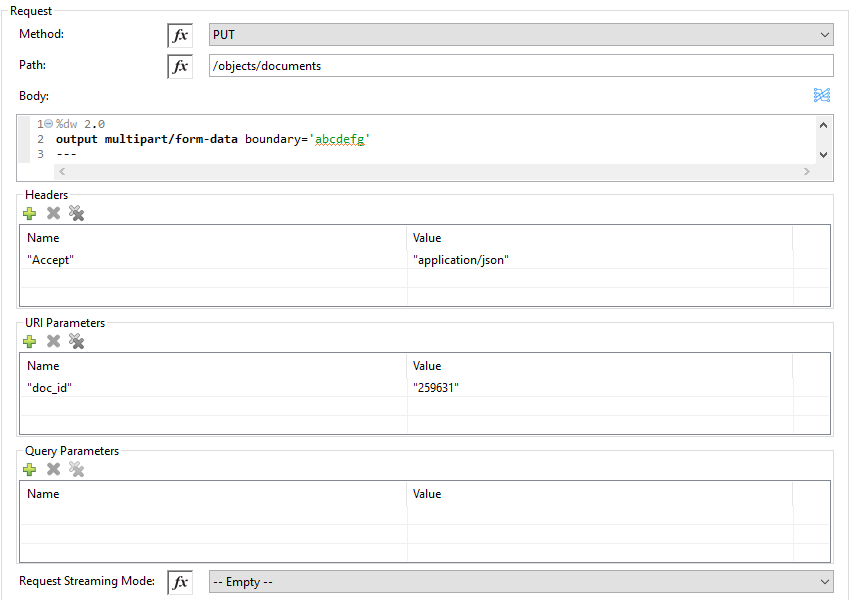 Request
Method: fx PUT
Path: fx /objects/documents
Body:
1 %dw 2.0
2 output multipart/form-data boundary='abcdefg'
3 ---
Headers
Name Value
"Accept" "application/json"
URI Parameters
Name Value
"doc_id" "259631"
Query Parameters
Name Value
Request Streaming Mode: fx -- Empty --